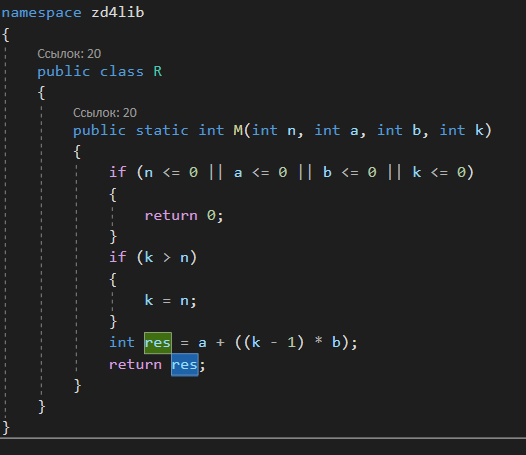 namespace zd4lib
{
Ссылок: 20
public class R
{
Ссылок: 20
public static int M(int n, int a, int b, int k)
{
if (n <= 0 || a <= 0 || b <= 0 || k <= 0)
{
return 0;
}
if (k > n)
{
k = n;
}
int res = a + ((k - 1) * b);
return res;
}
}
}